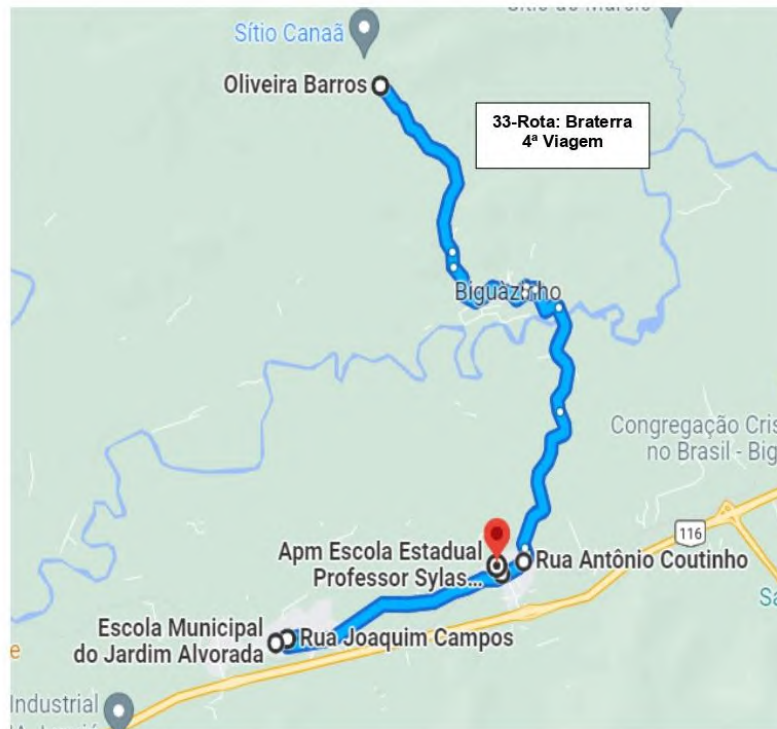 Sítio Canaã
Oliveira Barros
33-Rota: Braterra
4ª Viagem
Biguazinho
Congregação Cris
no Brasil - Big
116
Apm Escola Estadual
Professor Sylas...
Rua Antônio Coutinho
Sa
Escola Municipal
do Jardim Alvorada
Rua Joaquim Campos
e
Industrial